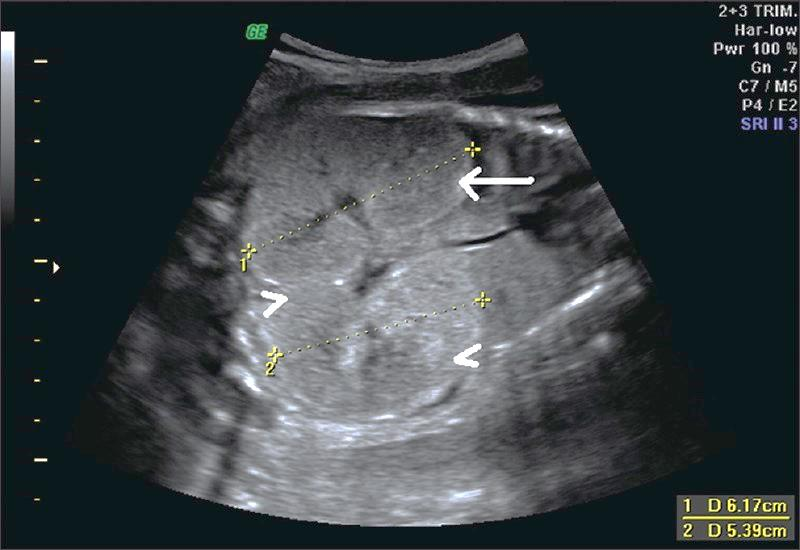 GE
2+3 TRIM.
Har-low
Pwr 100 %
Gn -7
C7 / M5
P4 / E2
SRI II 3
1
2
1 D 6.17cm
2 D 5.39cm